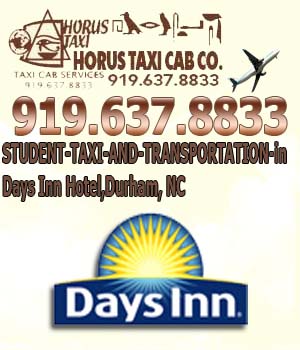 HORUS
TAXI
TAXI CAB SERVICES
919.637.8833
HORUS TAXI CAB CO.
919.637.8833
919.637.8833
STUDENT-TAXI-AND-TRANSPORTATION-in
Days Inn Hotel,Durham, NC
Days Inn®